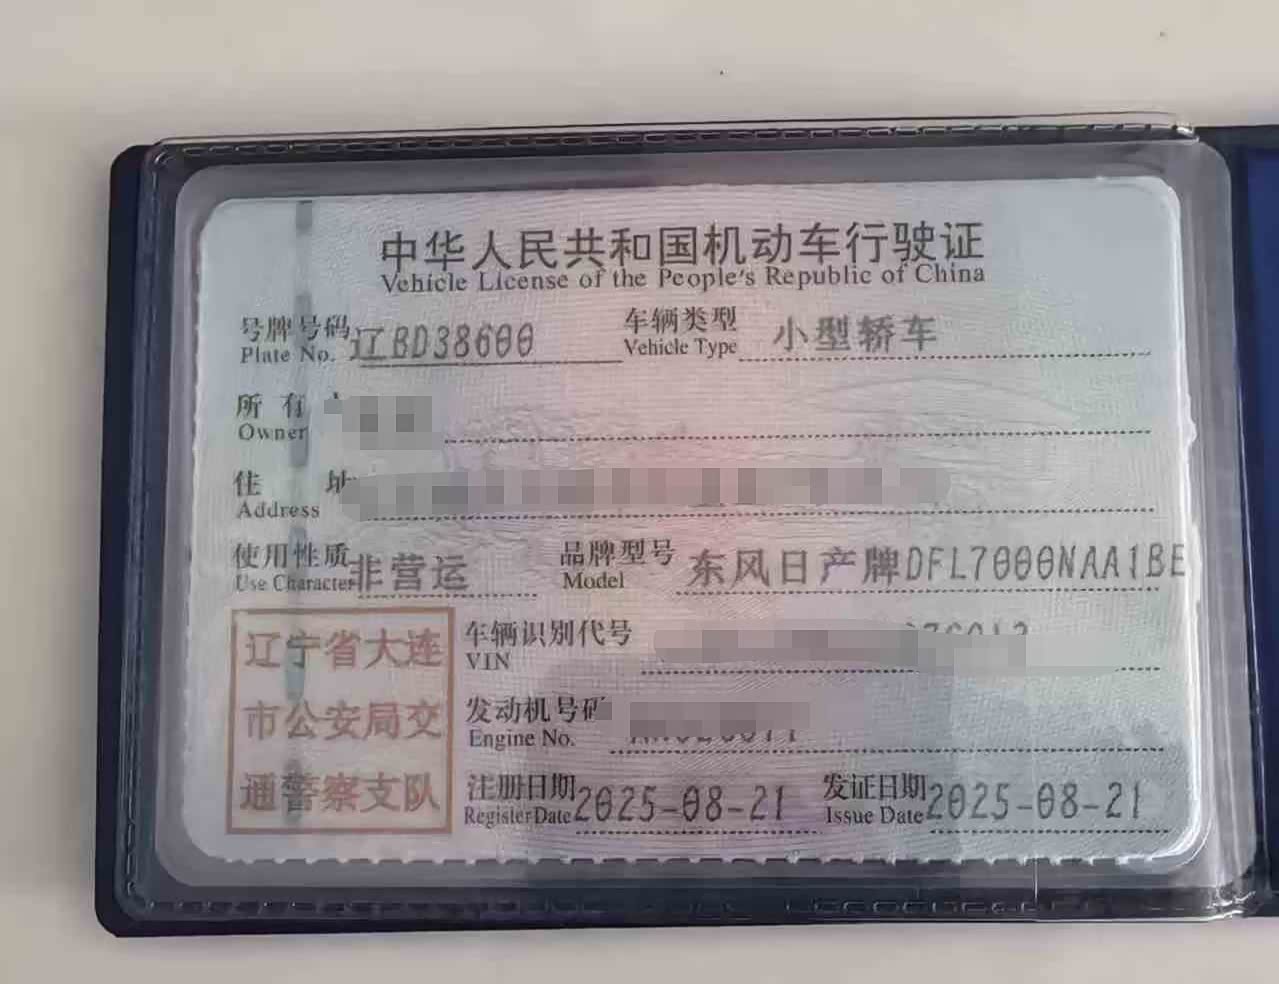 中华人民共和国机动车行驶证
Vehicle License of the People's Republic of China
号牌号码 辽BD38600 车辆类型 小型轿车
Plate No. Vehicle Type
所有
Owner
住 址
Address
使用性质 非营运 品牌型号 东风日产牌DFL7000NAA1BE
Use Character Model
辽宁省大连
市公安局交
通警察支队
车辆识别代号
VIN
发动机号码
Engine No.
注册日期 2025-08-21 发证日期 2025-08-21
Register Date Issue Date